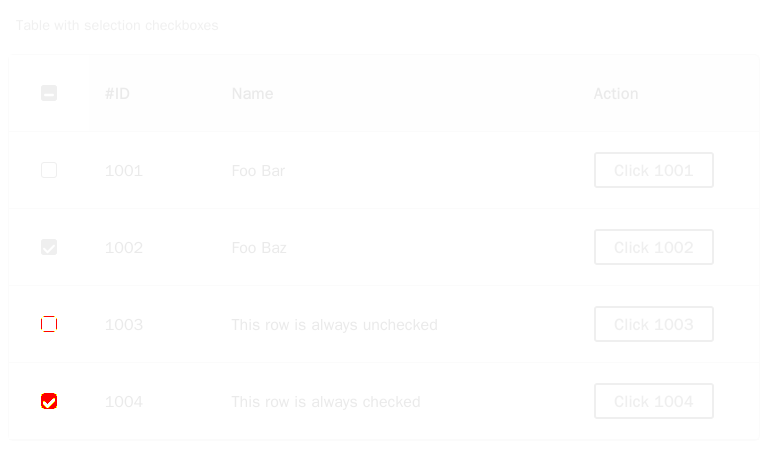 Table with selection checkboxes
#ID Name Action
1001 Foo Bar Click 1001
1002 Foo Baz Click 1002
1003 This row is always unchecked Click 1003
1004 This row is always checked Click 1004